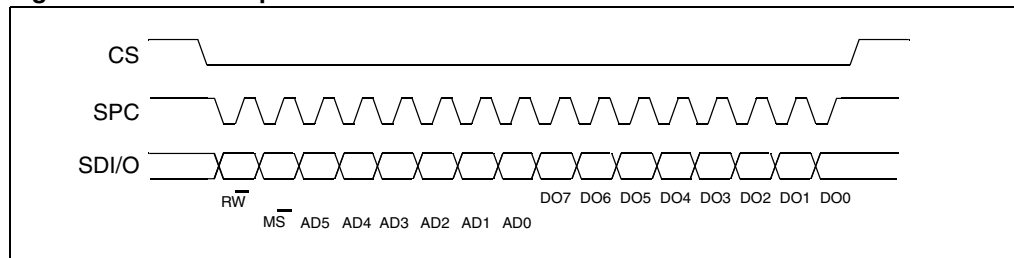 CS
SPC
SDI/O
RW
DO7 DO6 DO5 DO4 DO3 DO2 DO1 DO0
MS AD5 AD4 AD3 AD2 AD1 AD0